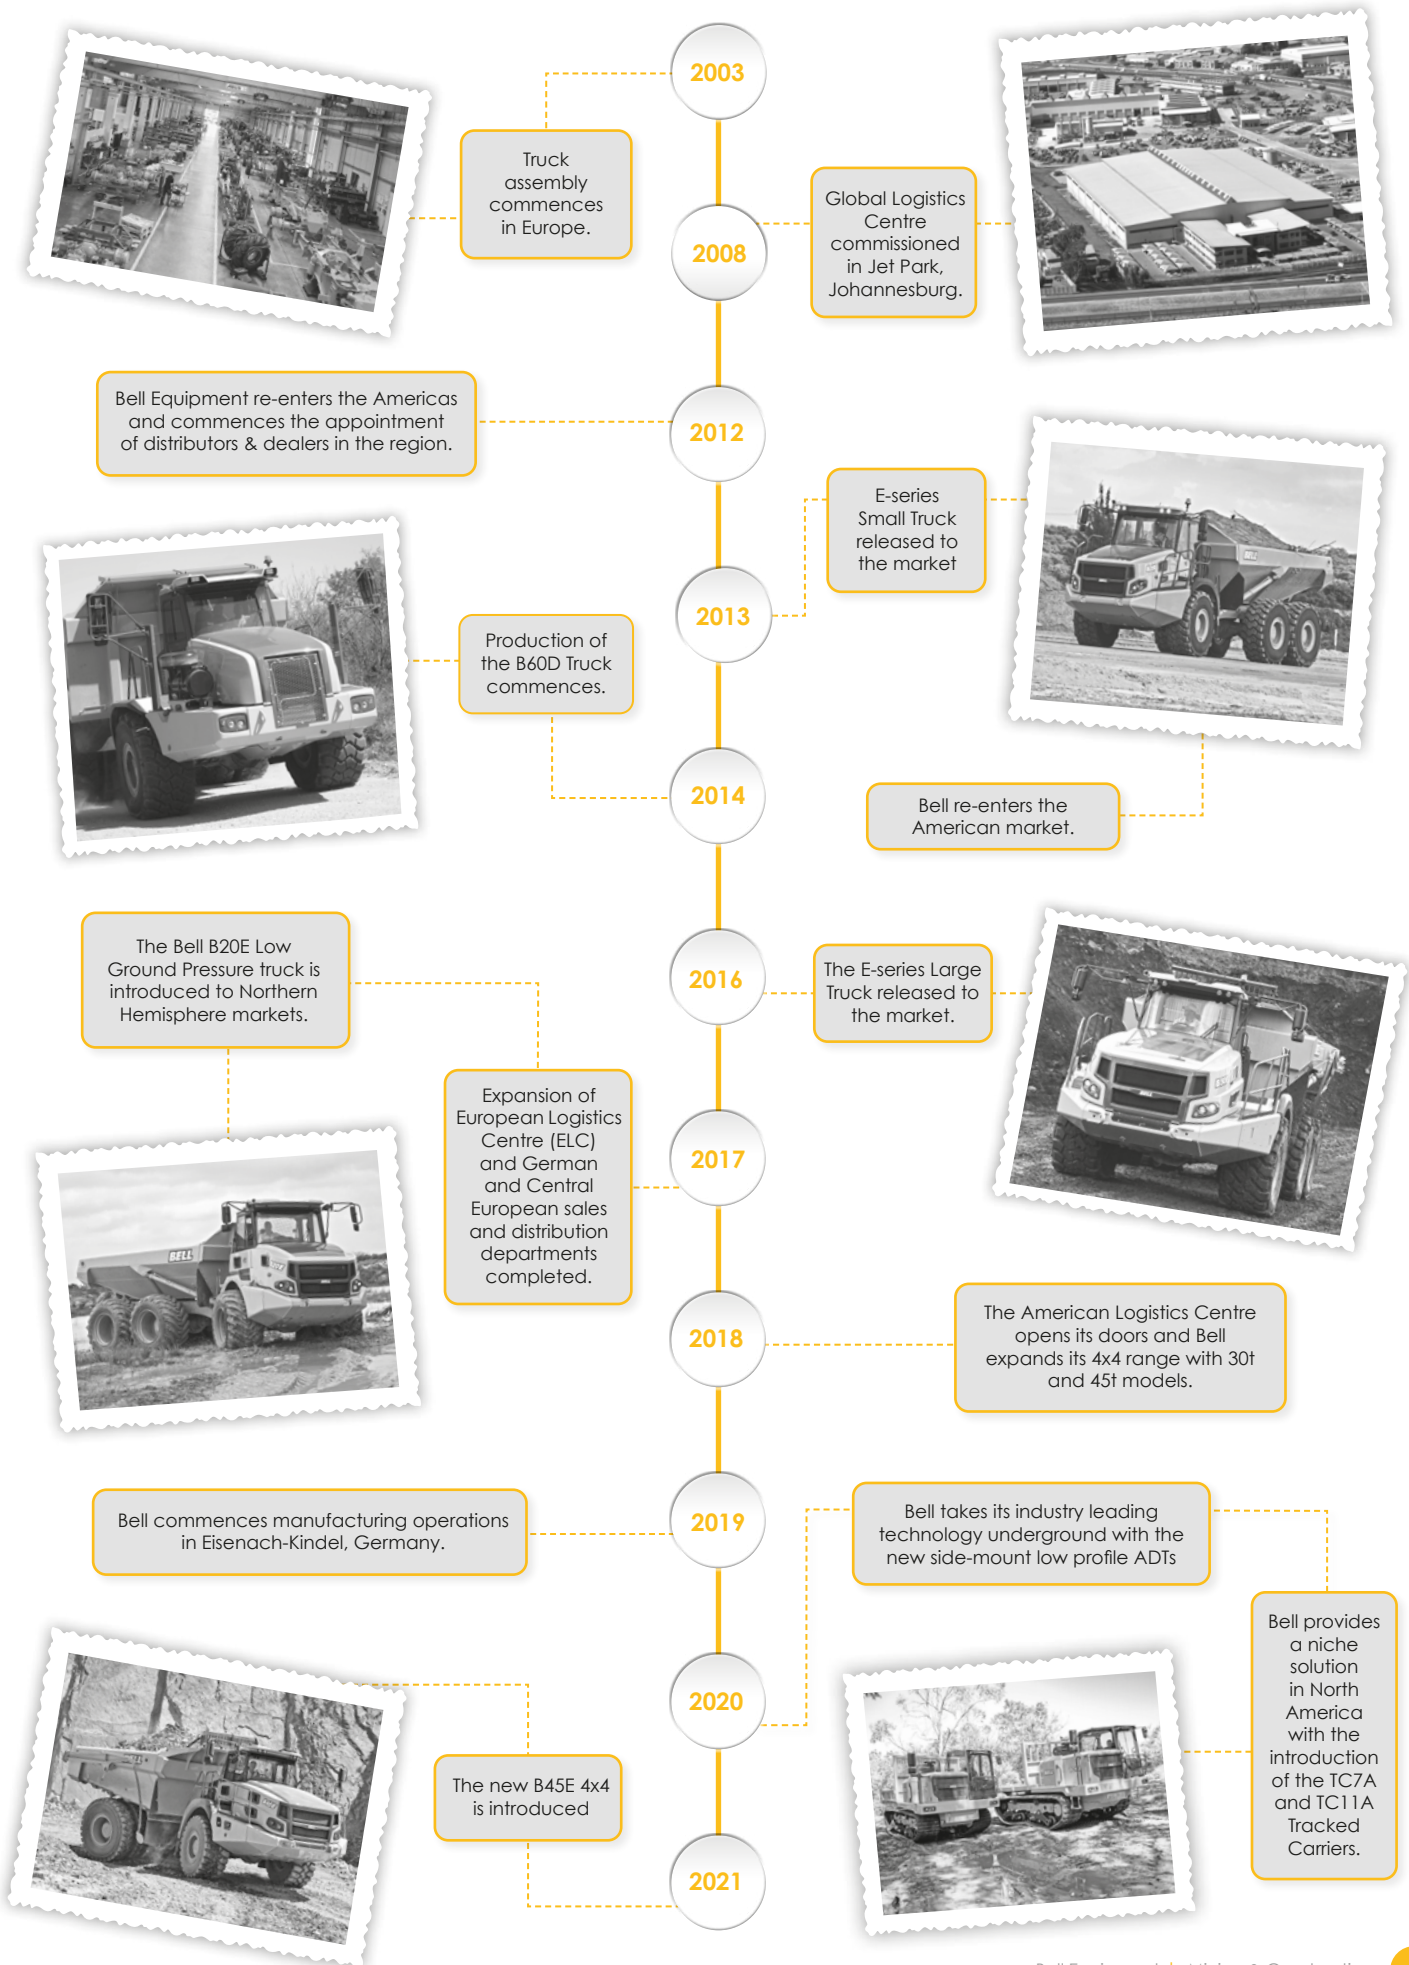 2003
Truck
assembly
commences
in Europe.
2008
Global Logistics
Centre
commissioned
in Jet Park,
Johannesburg.
2012
Bell Equipment re-enters the Americas
and commences the appointment
of distributors & dealers in the region.
2013
E-series
Small Truck
released to
the market
Bell re-enters the
American market.
2014
Production of
the B60D Truck
commences.
2016
The E-series Large
Truck released to
the market.
2017
Expansion of
European Logistics
Centre (ELC)
and German
and Central
European sales
and distribution
departments
completed.
The Bell B20E Low
Ground Pressure truck is
introduced to Northern
Hemisphere markets.
BELL
2018
The American Logistics Centre
opens its doors and Bell
expands its 4x4 range with 30t
and 45t models.
2019
Bell commences manufacturing operations
in Eisenach-Kindel, Germany.
2020
Bell takes its industry leading
technology underground with the
new side-mount low profile ADTs
Bell provides
a niche
solution
in North
America
with the
introduction
of the TC7A
and TC11A
Tracked
Carriers.
2021
The new B45E 4x4
is introduced